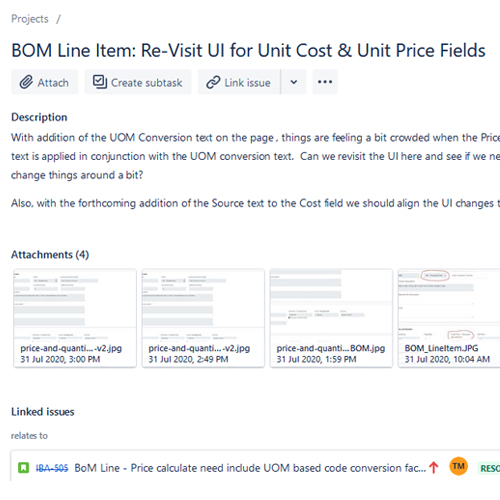 Projects /
BOM Line Item: Re-Visit UI for Unit Cost & Unit Price Fields
Attach Create subtask Link issue
Description
With addition of the UOM Conversion text on the page , things are feeling a bit crowded when the Price
text is applied in conjunction with the UOM conversion text. Can we revisit the UI here and see if we ne
change things around a bit?
Also, with the forthcoming addition of the Source text to the Cost field we should align the UI changes t
Attachments (4)
price-and-quanti... -v2.jpg price-and-quanti... -v2.jpg price-and-quanti...BOM.jpg BOM_LineItem.JPG
31 Jul 2020, 3:00 PM 31 Jul 2020, 2:49 PM 31 Jul 2020, 1:59 PM 31 Jul 2020, 10:04 AM
Linked issues
relates to
IBA-505 BoM Line - Price calculate need include UOM based code conversion fac... TM RESO